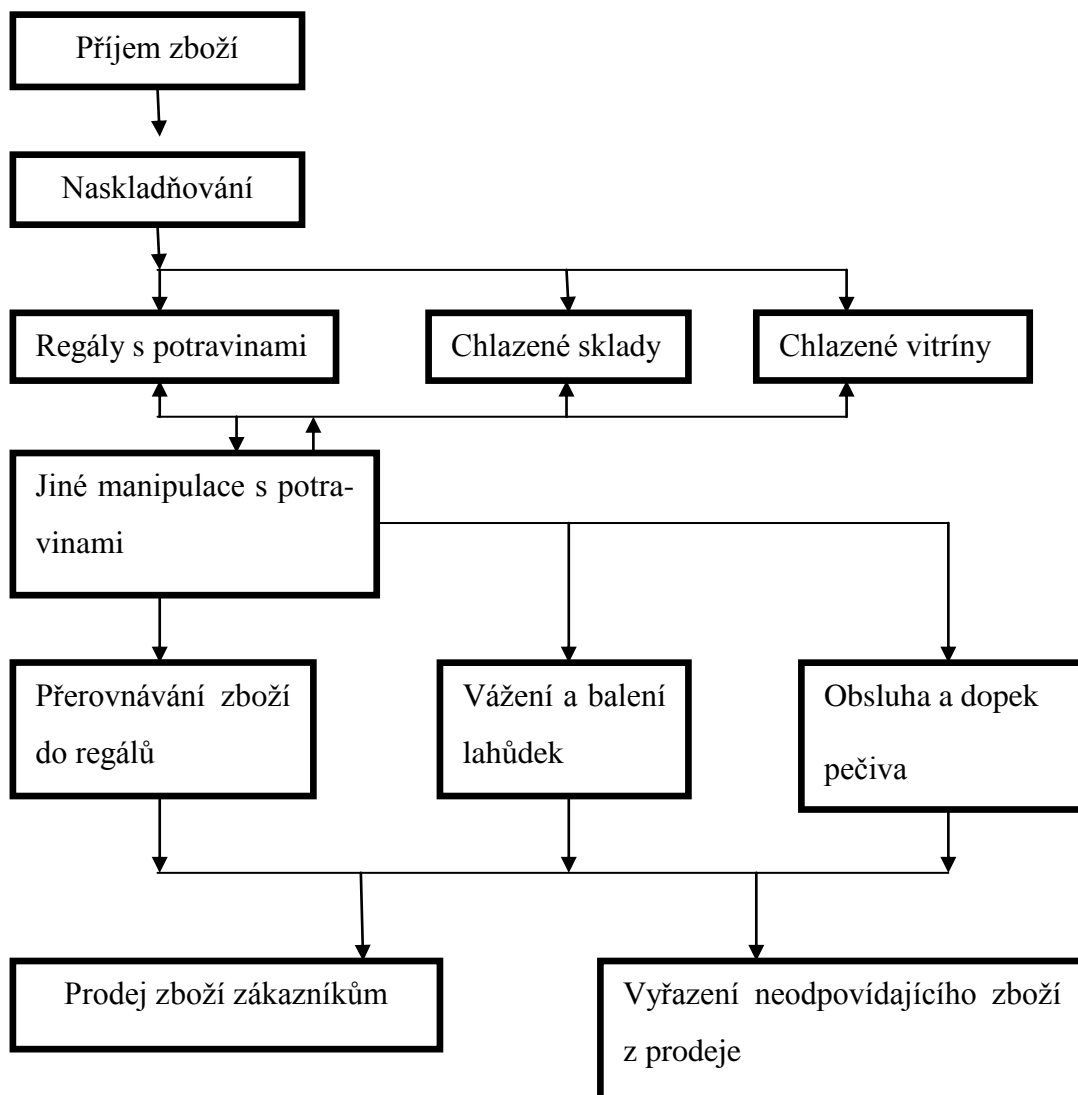 Příjem zboží
Naskladňování
Regály s potravinami
Chlazené sklady
Chlazené vitríny
Jiné manipulace s potra-
vinami
Přerovnávání zboží
do regálů
Vážení a balení
lahůdek
Obsluha a dopek
pečiva
Prodej zboží zákazníkům
Vyřazení neodpovídajícího zboží
z prodeje